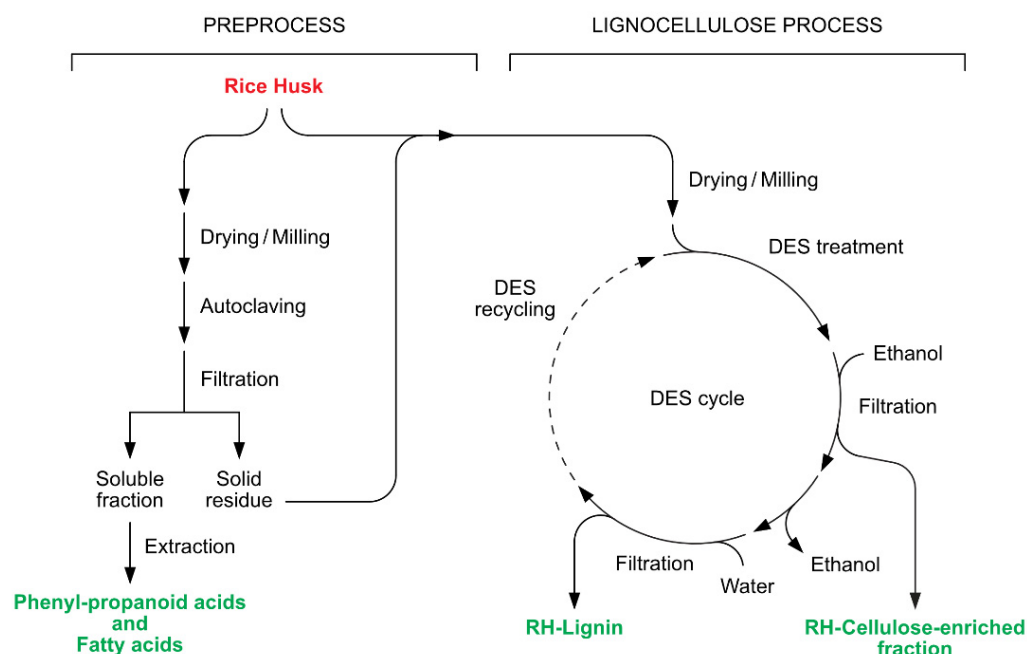 PREPROCESS
LIGNOCELLULOSE PROCESS
Rice Husk
Drying / Milling
Autoclaving
Filtration
Soluble
fraction
Solid
residue
Extraction
Phenyl-propanoid acids
and
Fatty acids
Drying / Milling
DES treatment
DES
recycling
DES cycle
Ethanol
Filtration
Ethanol
Water
Filtration
RH-Lignin
RH-Cellulose-enriched
fraction